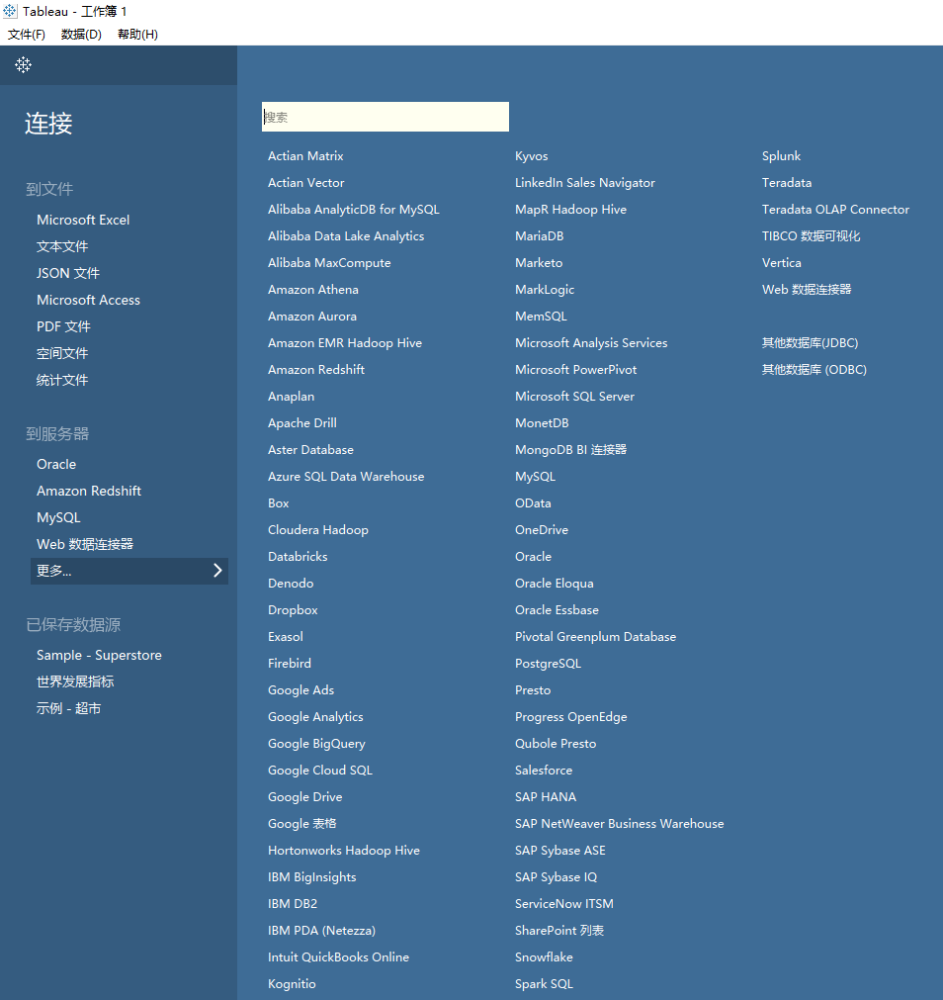 Tableau - 工作簿 1
文件(F) 数据(D) 帮助(H)
连接
到文件
Microsoft Excel
文本文件
JSON 文件
Microsoft Access
PDF 文件
空间文件
统计文件
到服务器
Oracle
Amazon Redshift
MySQL
Web 数据连接器
更多...
已保存数据源
Sample - Superstore
世界发展指标
示例 - 超市
搜索
Actian Matrix
Actian Vector
Alibaba AnalyticDB for MySQL
Alibaba Data Lake Analytics
Alibaba MaxCompute
Amazon Athena
Amazon Aurora
Amazon EMR Hadoop Hive
Amazon Redshift
Anaplan
Apache Drill
Aster Database
Azure SQL Data Warehouse
Box
Cloudera Hadoop
Databricks
Denodo
Dropbox
Exasol
Firebird
Google Ads
Google Analytics
Google BigQuery
Google Cloud SQL
Google Drive
Google 表格
Hortonworks Hadoop Hive
IBM BigInsights
IBM DB2
IBM PDA (Netezza)
Intuit QuickBooks Online
Kognitio
Kyvos
LinkedIn Sales Navigator
MapR Hadoop Hive
MariaDB
Marketo
MarkLogic
MemSQL
Microsoft Analysis Services
Microsoft PowerPivot
Microsoft SQL Server
MonetDB
MongoDB BI 连接器
MySQL
OData
OneDrive
Oracle
Oracle Eloqua
Oracle Essbase
Pivotal Greenplum Database
PostgreSQL
Presto
Progress OpenEdge
Qubole Presto
Salesforce
SAP HANA
SAP NetWeaver Business Warehouse
SAP Sybase ASE
SAP Sybase IQ
ServiceNow ITSM
SharePoint 列表
Snowflake
Spark SQL
Splunk
Teradata
Teradata OLAP Connector
TIBCO 数据可视化
Vertica
Web 数据连接器
其他数据库(JDBC)
其他数据库 (ODBC)